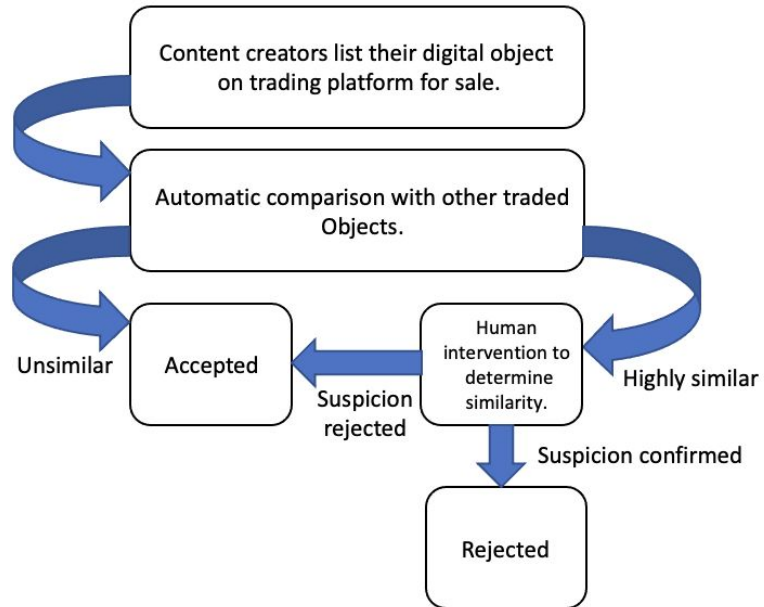 Content creators list their digital object
on trading platform for sale.
Automatic comparison with other traded
Objects.
Unsimilar
Accepted
Suspicion
rejected
Human
intervention to
determine
similarity.
Highly similar
Suspicion confirmed
Rejected